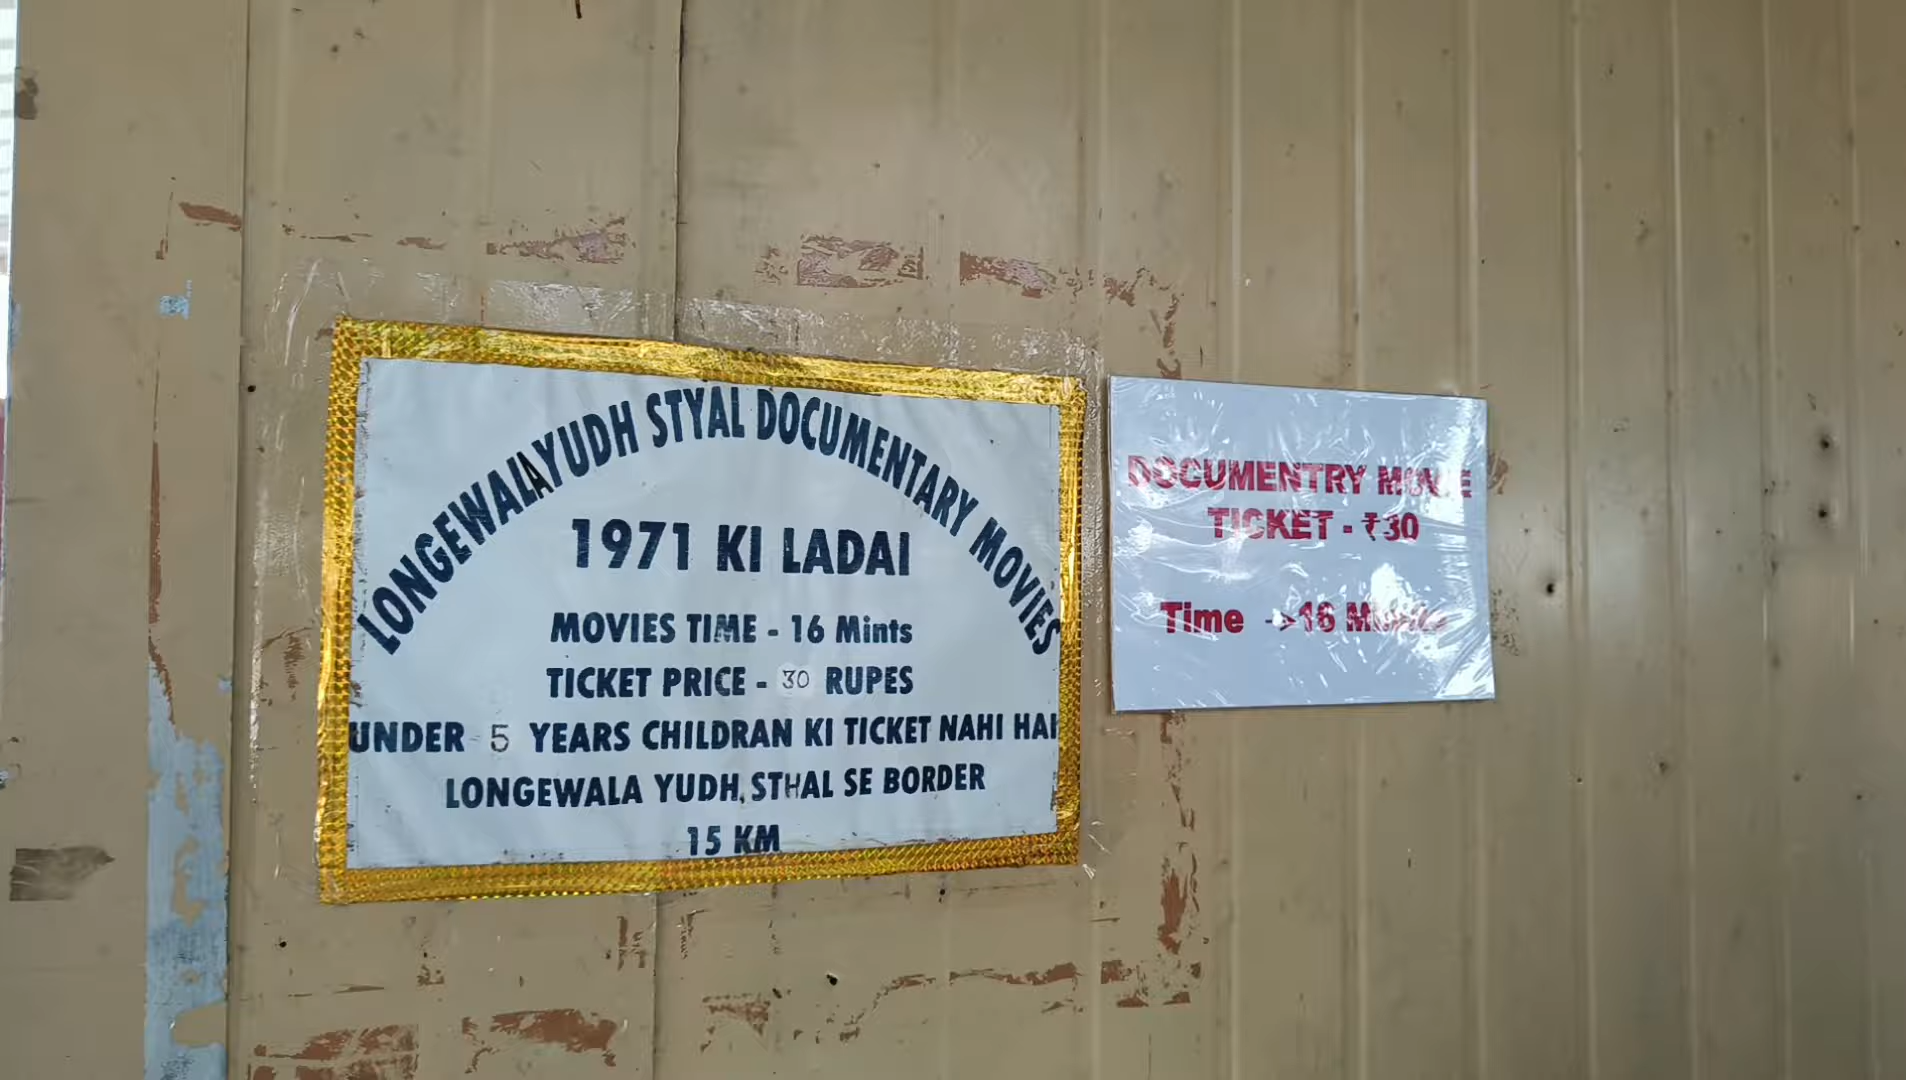 LONGEWALA YUDH STYAL DOCUMENTARY MOVIES
1971 KI LADAI
MOVIES TIME - 16 Mints
TICKET PRICE - 30 RUPES
UNDER 5 YEARS CHILDRAN KI TICKET NAHI HAI
LONGEWALA YUDH, STHAL SE BORDER
15 KM
DOCUMENTRY MOVIE
TICKET - ₹30
Time ->16